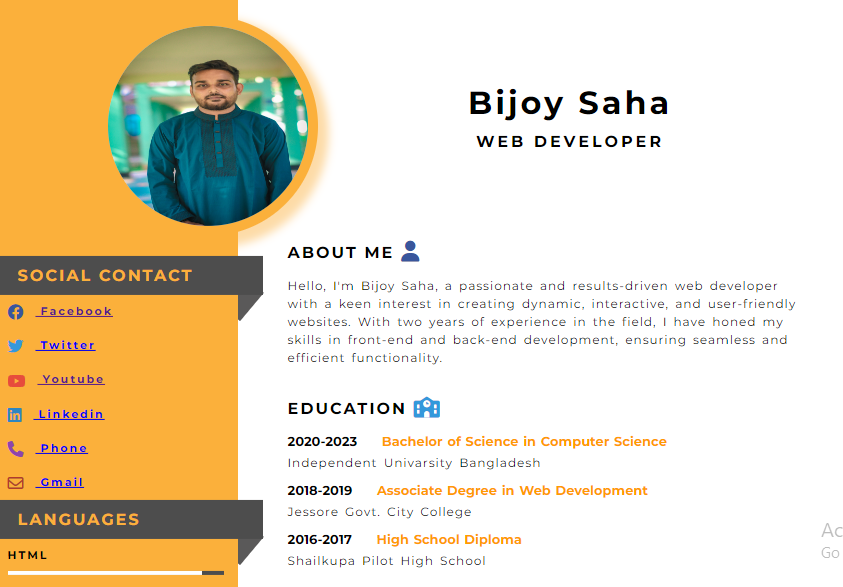 Bijoy Saha
WEB DEVELOPER
SOCIAL CONTACT
Facebook
Twitter
Youtube
Linkedin
Phone
Gmail
LANGUAGES
HTML
ABOUT ME
Hello, I'm Bijoy Saha, a passionate and results-driven web developer
with a keen interest in creating dynamic, interactive, and user-friendly
websites. With two years of experience in the field, I have honed my
skills in front-end and back-end development, ensuring seamless and
efficient functionality.
EDUCATION
2020-2023 Bachelor of Science in Computer Science
Independent Univarsity Bangladesh
2018-2019 Associate Degree in Web Development
Jessore Govt. City College
2016-2017 High School Diploma
Shailkupa Pilot High School
Ac
Go